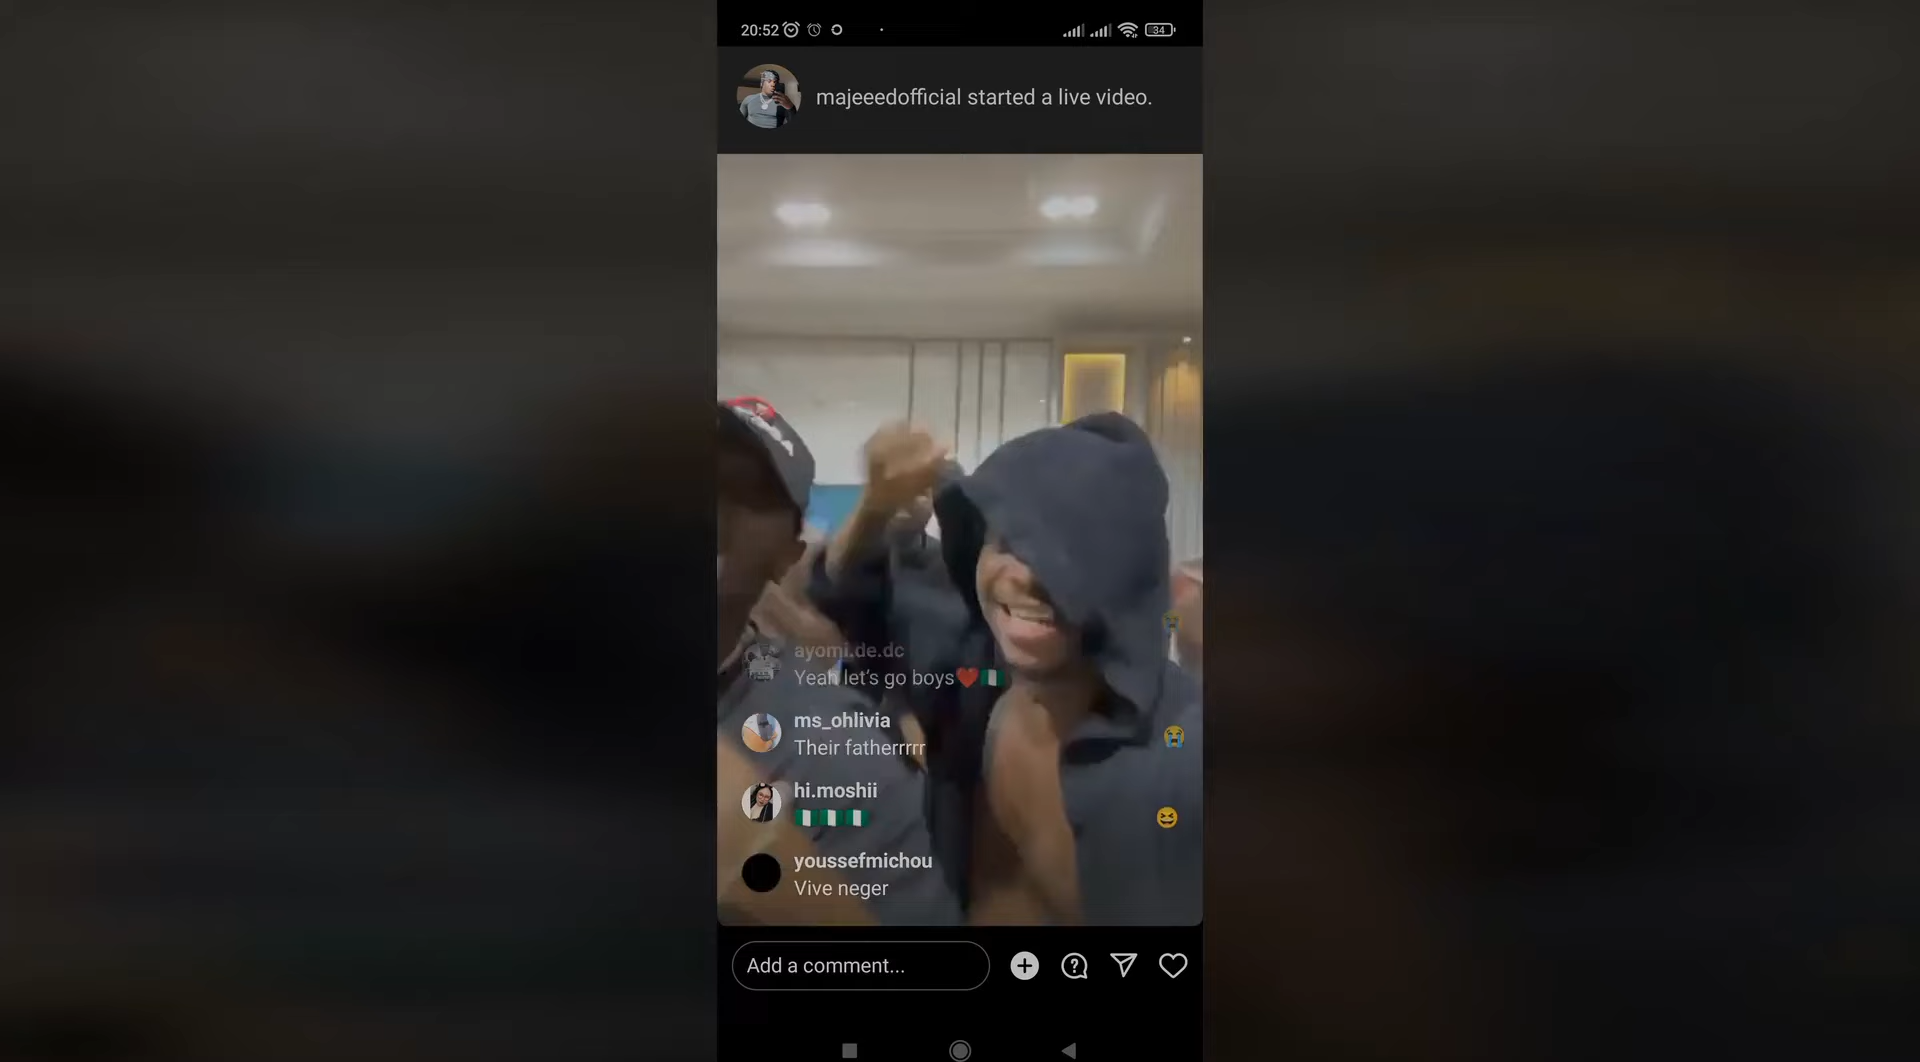 20:52
34
majeeedofficial started a live video.
ayomi.de.dc
Yeah let's go boys❤️🇳🇬
ms_ohlivia
Their fatherrrrr
hi.moshii
🇳🇬🇳🇬🇳🇬
youssefmichou
Vive neger
Add a comment...